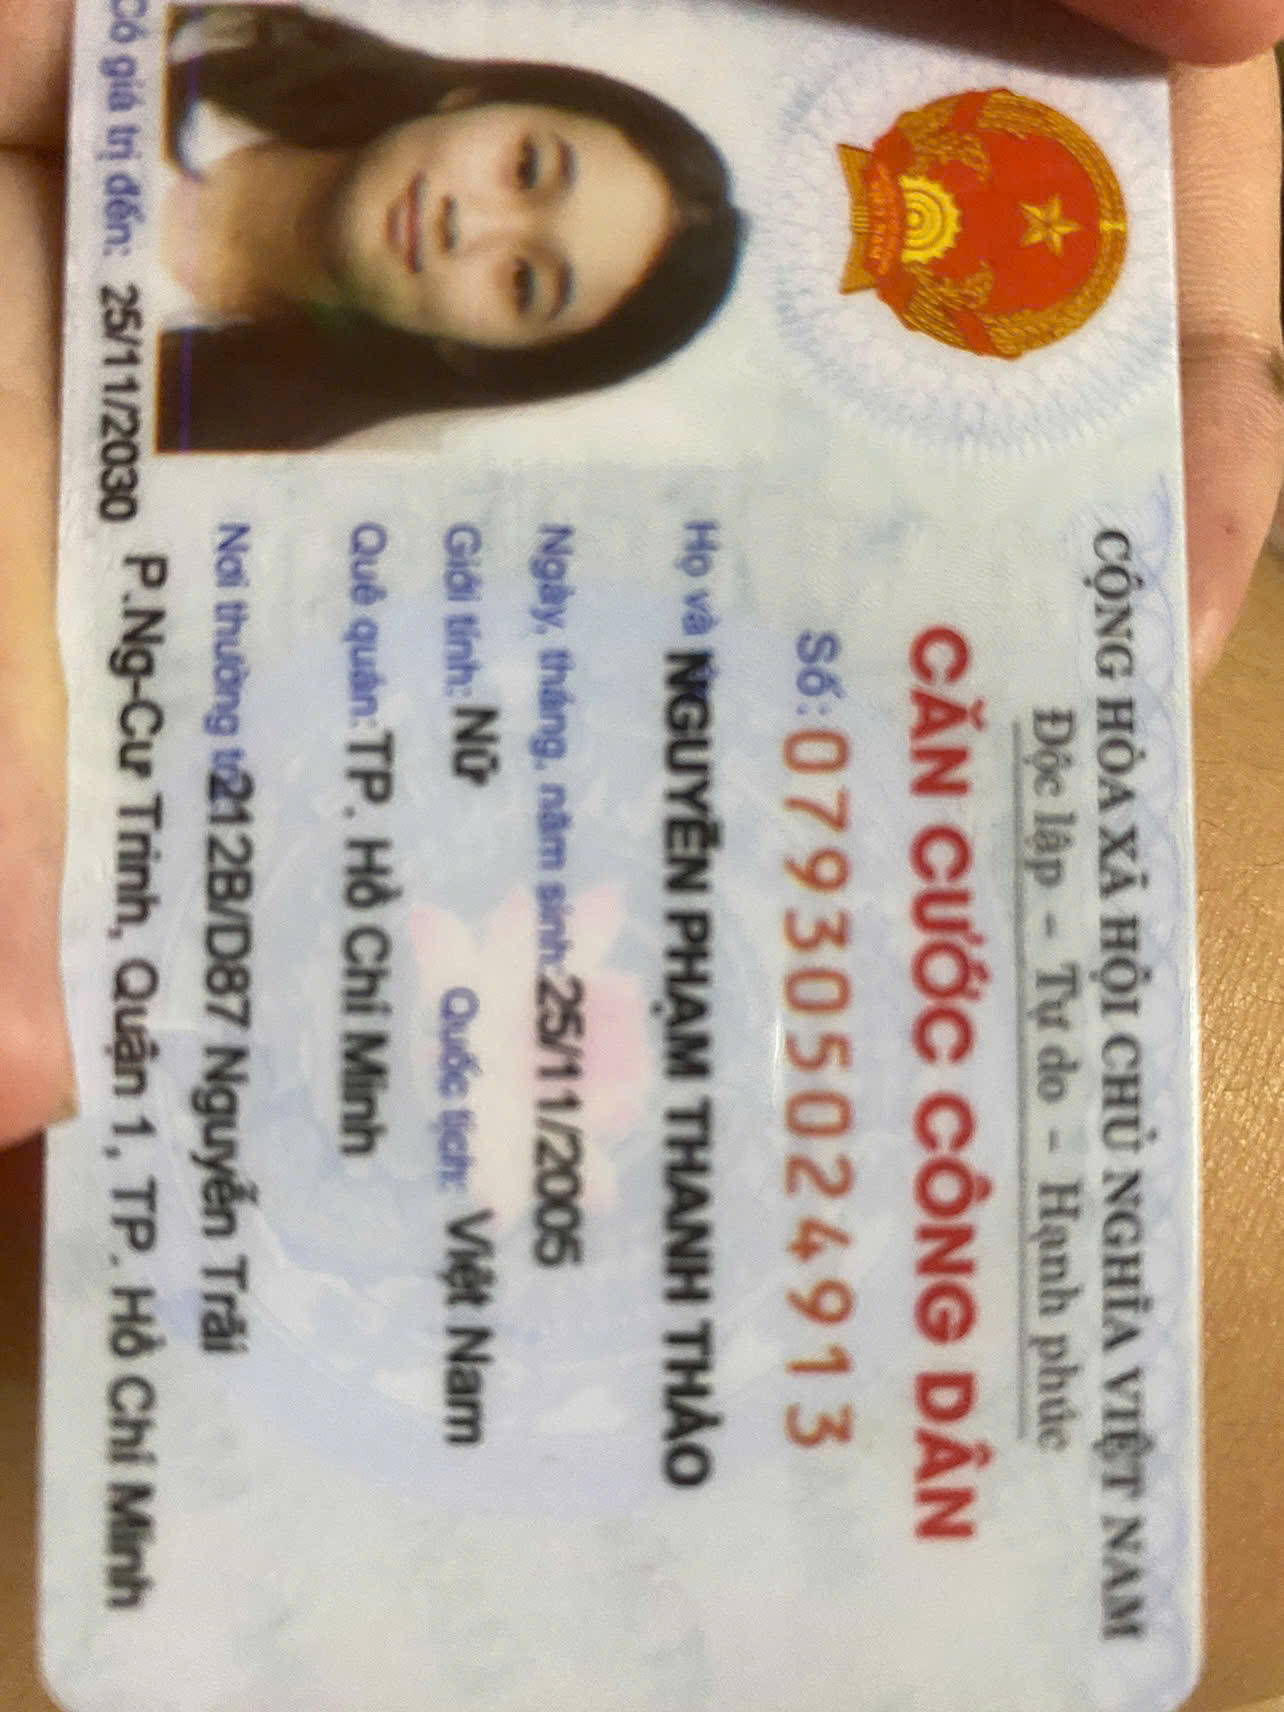 CỘNG HÒA XÃ HỘI CHỦ NGHĨA VIỆT NAM
Độc lập - Tự do - Hạnh phúc
CĂN CƯỚC CÔNG DÂN
Số: 079305024913
Họ và NGUYỄN PHẠM THANH THẢO
Ngày, tháng, năm sinh: 25/11/2005
Giới tính: Nữ Quốc tịch: Việt Nam
Quê quán: TP. Hồ Chí Minh
Nơi thường trú: 212B/D87 Nguyễn Trãi
P.Ng-Cư Trinh, Quận 1, TP. Hồ Chí Minh
Có giá trị đến: 25/11/2030